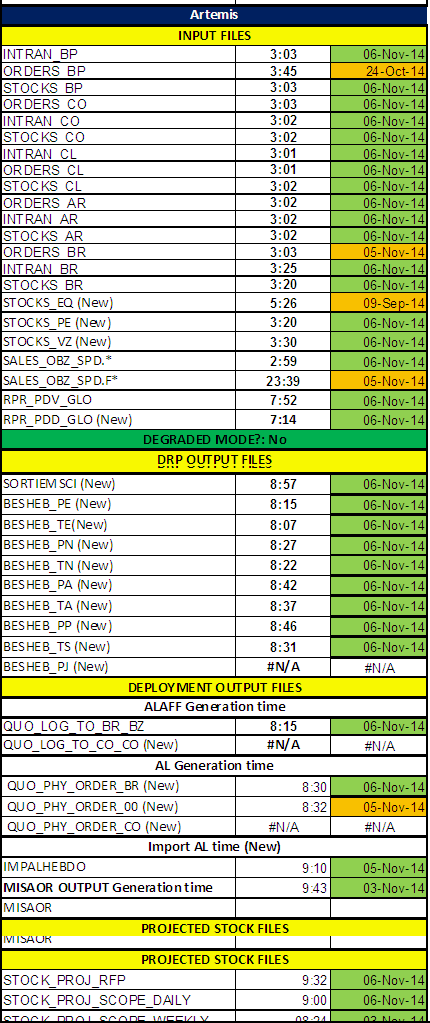 Artemis
INPUT FILES
INTRAN_BP 3:03 06-Nov-14
ORDERS_BP 3:45 24-Oct-14
STOCKS_BP 3:03 06-Nov-14
ORDERS_CO 3:03 06-Nov-14
INTRAN_CO 3:02 06-Nov-14
STOCKS_CO 3:02 06-Nov-14
INTRAN_CL 3:01 06-Nov-14
ORDERS_CL 3:01 06-Nov-14
STOCKS_CL 3:02 06-Nov-14
ORDERS_AR 3:02 06-Nov-14
INTRAN_AR 3:02 06-Nov-14
STOCKS_AR 3:02 06-Nov-14
ORDERS_BR 3:03 05-Nov-14
INTRAN_BR 3:25 06-Nov-14
STOCKS_BR 3:20 06-Nov-14
STOCKS_EQ (New) 5:26 09-Sep-14
STOCKS_PE (New) 3:20 06-Nov-14
STOCKS_VZ (New) 3:30 06-Nov-14
SALES_OBZ_SPD.* 2:59 06-Nov-14
SALES_OBZ_SPD.F* 23:39 05-Nov-14
RPR_PDV_GLO 7:52 06-Nov-14
RPR_PDD_GLO (New) 7:14 06-Nov-14
DEGRADED MODE?: No
DRP OUTPUT FILES
SORTIEMSCI (New) 8:57 06-Nov-14
BESHEB_PE (New) 8:15 06-Nov-14
BESHEB_TE(New) 8:07 06-Nov-14
BESHEB_PN (New) 8:27 06-Nov-14
BESHEB_TN (New) 8:22 06-Nov-14
BESHEB_PA (New) 8:42 06-Nov-14
BESHEB_TA (New) 8:37 06-Nov-14
BESHEB_PP (New) 8:46 06-Nov-14
BESHEB_TS (New) 8:31 06-Nov-14
BESHEB_PJ (New) #N/A #N/A
DEPLOYMENT OUTPUT FILES
ALAFF Generation time
QUO_LOG_TO_BR_BZ 8:15 06-Nov-14
QUO_LOG_TO_CO_CO (New) #N/A #N/A
AL Generation time
QUO_PHY_ORDER_BR (New) 8:30 06-Nov-14
QUO_PHY_ORDER_00 (New) 8:32 05-Nov-14
QUO_PHY_ORDER_CO (New) #N/A #N/A
Import AL time (New)
IMPALHEBDO 9:10 05-Nov-14
MISAOR OUTPUT Generation time 9:43 03-Nov-14
MISAOR
PROJECTED STOCK FILES
MISAOR
PROJECTED STOCK FILES
STOCK_PROJ_RFP 9:32 06-Nov-14
STOCK_PROJ_SCOPE_DAILY 9:00 06-Nov-14
STOCK_PROJ_SCOPE_WEEKLY 08:24 03-Nov-14